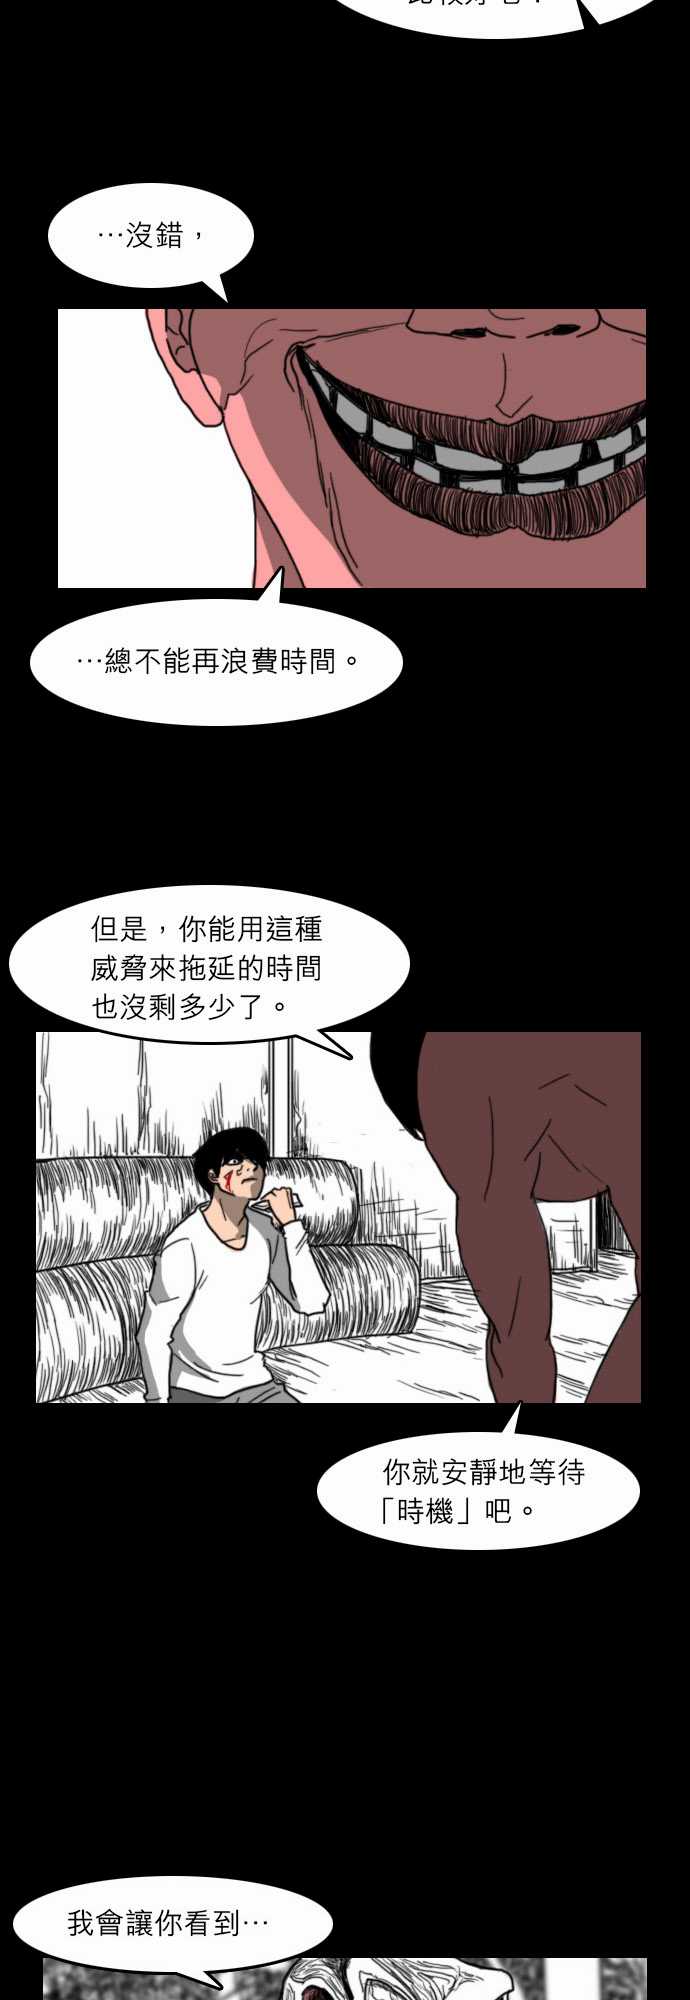 …沒錯，
…總不能再浪費時間。
但是，你能用這種
威脅來拖延的時間
也沒剩多少了。
你就安靜地等待
「時機」吧。
我會讓你看到…